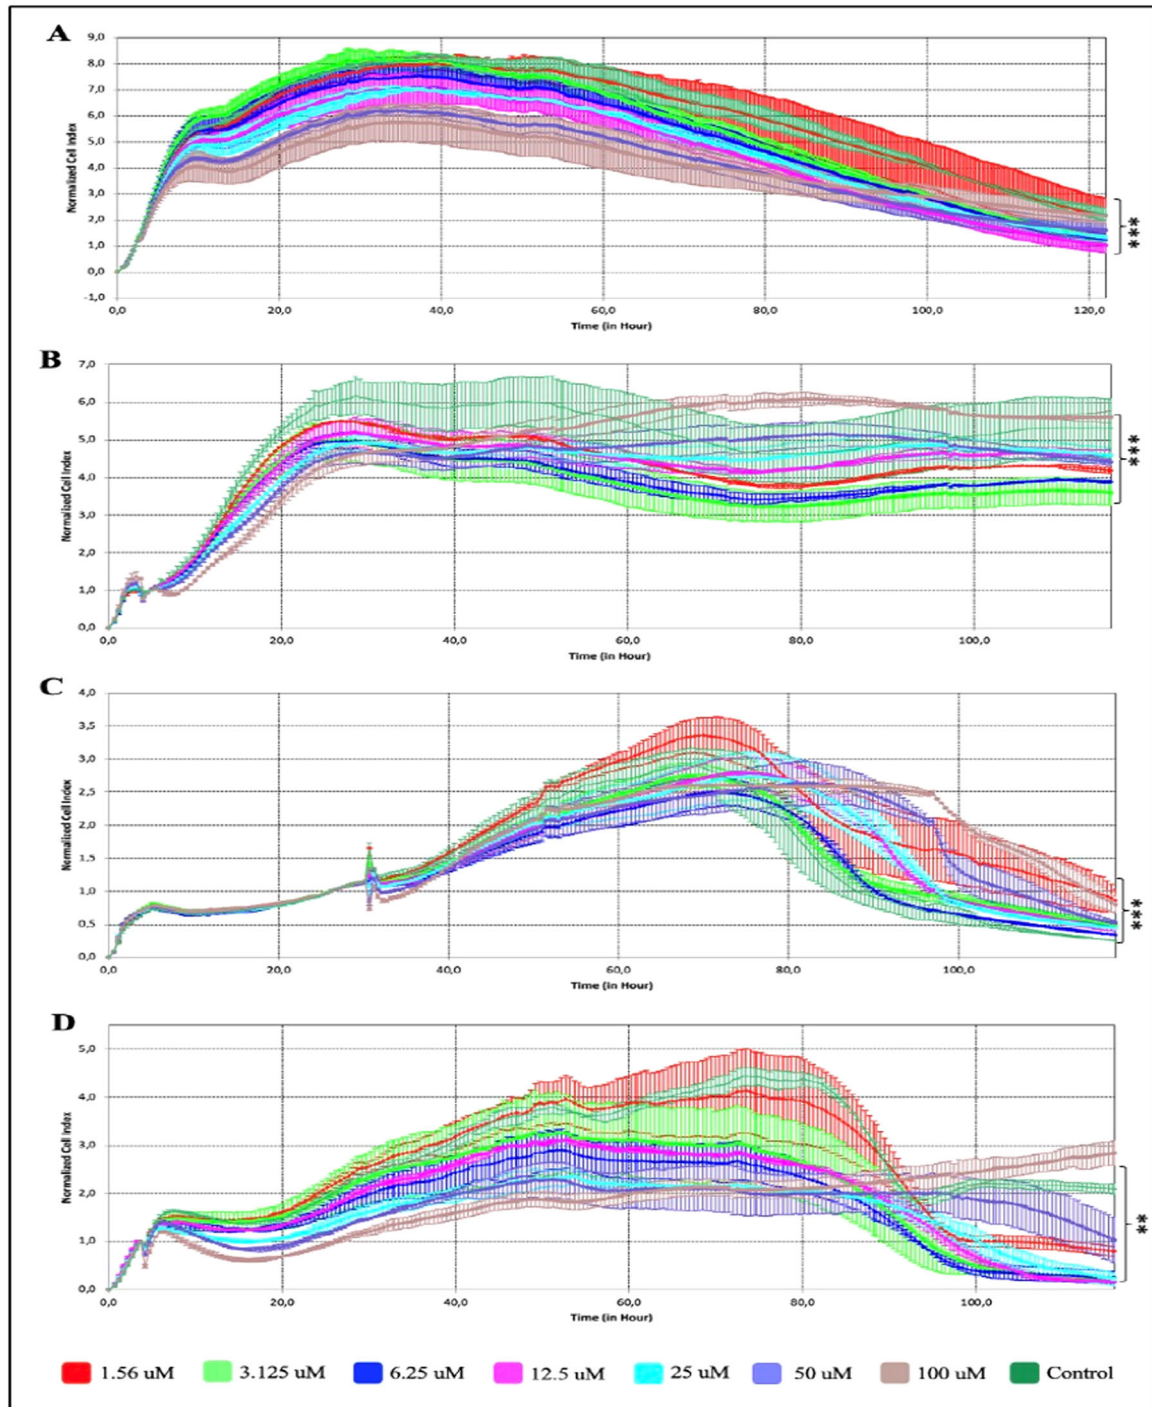 A
9,0
8,0
7,0
6,0
5,0
4,0
3,0
2,0
1,0
0,0
-1,0
Normalized Cell Index
0,0 20,0 40,0 60,0 80,0 100,0 120,0
Time (in Hour)
***
B
7,0
6,0
5,0
4,0
3,0
2,0
1,0
0,0
Normalized Cell Index
0,0 20,0 40,0 60,0 80,0 100,0
Time (in Hour)
***
C
4,0
3,5
3,0
2,5
2,0
1,5
1,0
0,5
0,0
Normalized Cell Index
0,0 20,0 40,0 60,0 80,0 100,0
Time (in Hour)
***
D
5,0
4,0
3,0
2,0
1,0
0,0
Normalized Cell Index
0,0 20,0 40,0 60,0 80,0 100,0
Time (in Hour)
**
1.56 uM 3.125 uM 6.25 uM 12.5 uM 25 uM 50 uM 100 uM Control